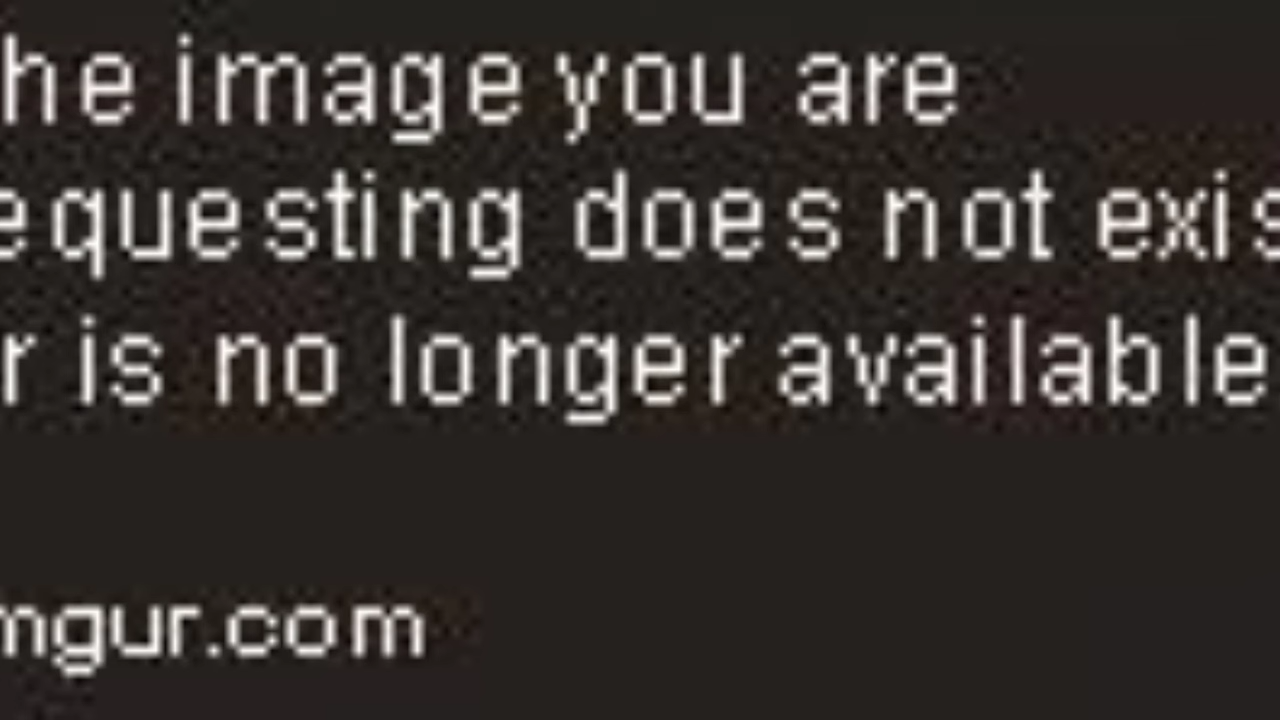 he image you are
equesting does not exis
r is no longer available
mgur.com